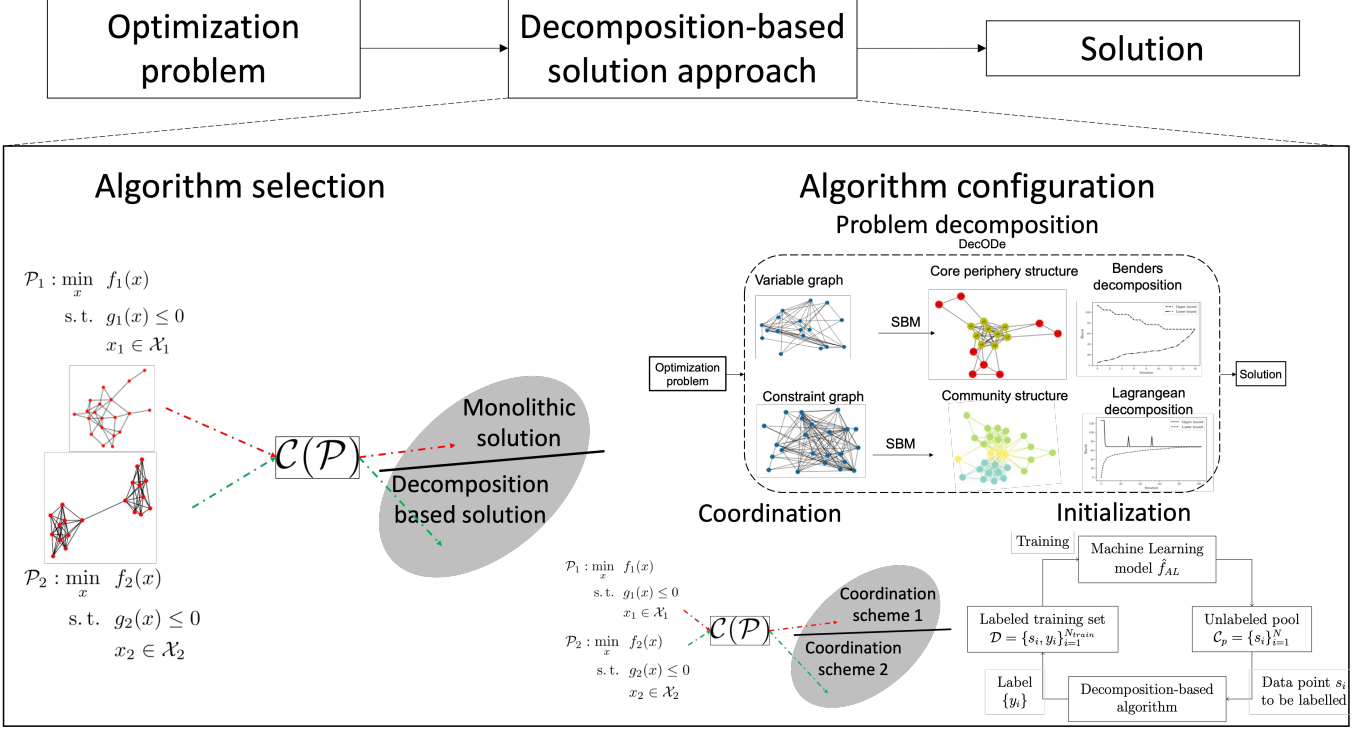 Optimization
problem
Decomposition-based
solution approach
Solution
Algorithm selection
𝒫₁ : min f₁(x)
x
s.t. g₁(x) ≤ 0
x₁ ∈ 𝒳₁
𝒫₂ : min f₂(x)
x
s.t. g₂(x) ≤ 0
x₂ ∈ 𝒳₂
𝒞(𝒫)
Monolithic
solution
Decomposition
based solution
Algorithm configuration
Problem decomposition
DecODe
Optimization
problem
Variable graph
SBM
Core periphery structure
Benders
decomposition
Constraint graph
SBM
Community structure
Lagrangean
decomposition
Solution
Coordination
𝒫₁ : min f₁(x)
x
s.t. g₁(x) ≤ 0
x₁ ∈ 𝒳₁
𝒫₂ : min f₂(x)
x
s.t. g₂(x) ≤ 0
x₂ ∈ 𝒳₂
𝒞(𝒫)
Coordination
scheme 1
Coordination
scheme 2
Initialization
Training
Machine Learning
model f̂_AL
Labeled training set
𝒟 = {sᵢ, yᵢ}ᵢ₌₁^{N_train}
Unlabeled pool
𝒞ₚ = {sᵢ}ᵢ₌₁^N
Label
{yᵢ}
Decomposition-based
algorithm
Data point sᵢ
to be labelled